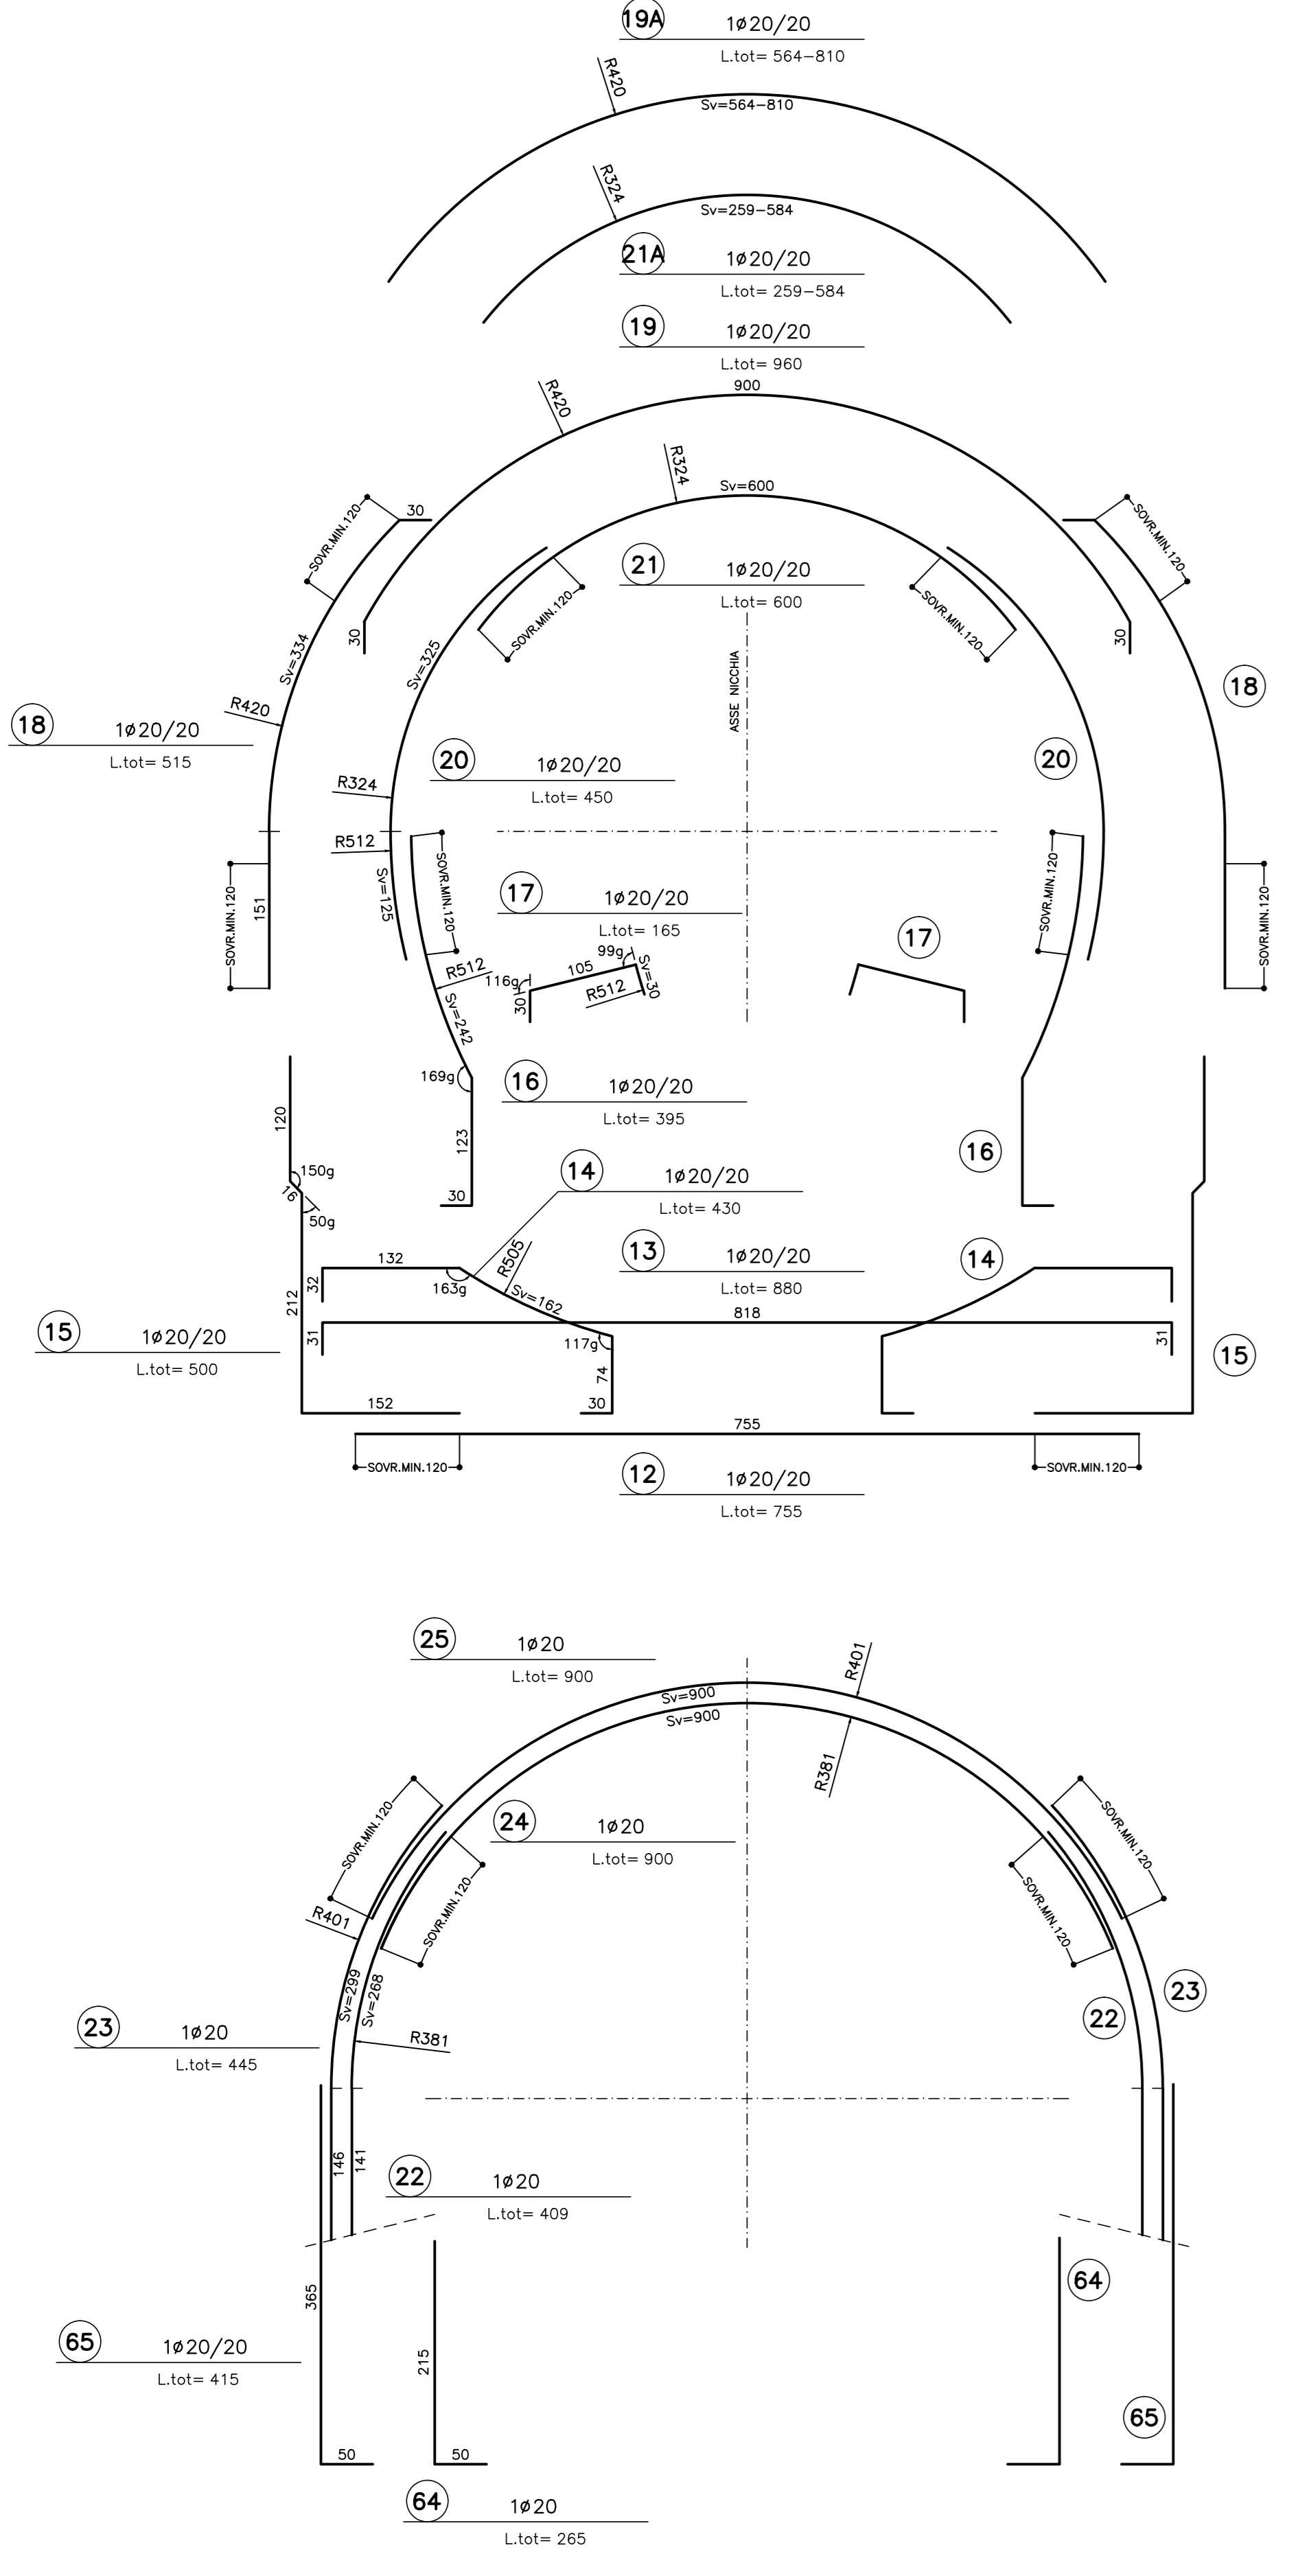 19A 1ø20/20
L.tot= 564-810
R420
Sv=564-810
R324
Sv=259-584
21A 1ø20/20
L.tot= 259-584
19 1ø20/20
L.tot= 960
900
R420
R324
Sv=600
30
SOVR.MIN.120
SOVR.MIN.120
21 1ø20/20
L.tot= 600
SOVR.MIN.120
SOVR.MIN.120
30
30
Sv=334
Sv=325
ASSE NICCHIA
R420
18
18 1ø20/20
L.tot= 515
20 1ø20/20
L.tot= 450
20
R324
R512
Sv=125
SOVR.MIN.120
SOVR.MIN.120
17 1ø20/20
L.tot= 165
SOVR.MIN.120
151
SOVR.MIN.120
17
99g
105
116g
30
R512
Sv=30
R512
Sv=242
169g
16 1ø20/20
L.tot= 395
120
123
150g
16
50g
30
16
14 1ø20/20
L.tot= 430
13 1ø20/20
L.tot= 880
14
132
32
163g
R505
Sv=162
212
818
31
31
15 1ø20/20
L.tot= 500
15
117g
74
152
30
755
SOVR.MIN.120
SOVR.MIN.120
12 1ø20/20
L.tot= 755
25 1ø20
L.tot= 900
R401
Sv=900
Sv=900
R381
SOVR.MIN.120
SOVR.MIN.120
24 1ø20
L.tot= 900
SOVR.MIN.120
SOVR.MIN.120
R401
Sv=299
Sv=268
23
22
23 1ø20
L.tot= 445
R381
146
141
22 1ø20
L.tot= 409
365
64
65 1ø20/20
L.tot= 415
215
65
50
50
64 1ø20
L.tot= 265